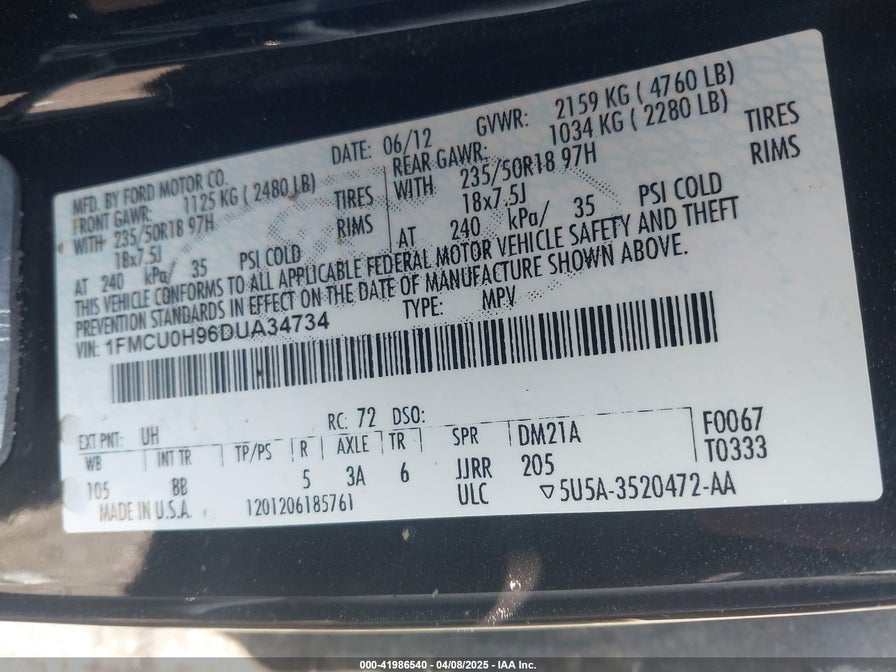 MFD. BY FORD MOTOR CO.
DATE: 06/12
GVWR: 2159 KG ( 4760 LB)
FRONT GAWR: 1125 KG ( 2480 LB)
REAR GAWR: 1034 KG ( 2280 LB)
WITH 235/50R18 97H TIRES
WITH 235/50R18 97H TIRES
18x7.5J RIMS
18x7.5J RIMS
AT 240 kPa/ 35 PSI COLD
AT 240 kPa/ 35 PSI COLD
THIS VEHICLE CONFORMS TO ALL APPLICABLE FEDERAL MOTOR VEHICLE SAFETY AND THEFT
PREVENTION STANDARDS IN EFFECT ON THE DATE OF MANUFACTURE SHOWN ABOVE.
VIN: 1FMCU0H96DUA34734
TYPE: MPV
EXT PNT: UH RC: 72 DSO:
WB INT TR TP/PS R AXLE TR SPR DM21A F0067
105 8B 5 3A 6 JJRR 205 T0333
MADE IN U.S.A. 1201206185761 ULC ▽5U5A-3520472-AA
000-41986540 - 04/08/2025 - IAA Inc.